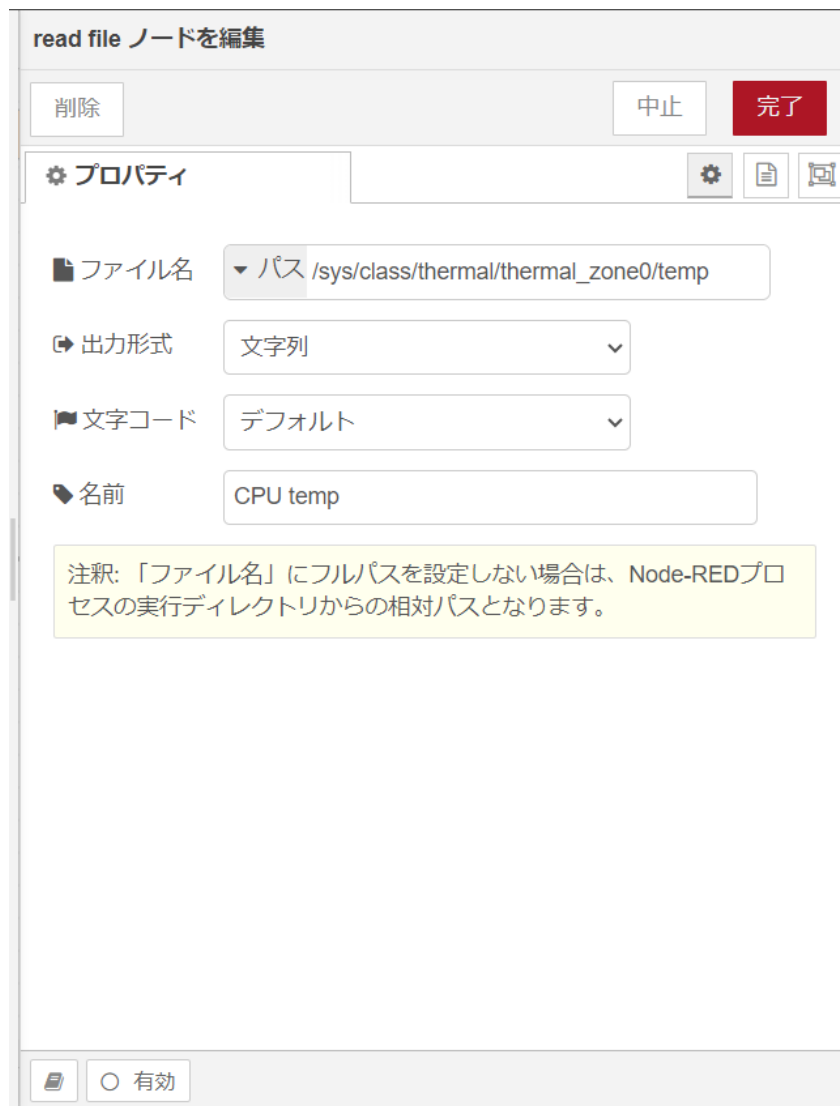 read file ノードを編集
削除
中止
完了
プロパティ
ファイル名
パス
/sys/class/thermal/thermal_zone0/temp
出力形式
文字列
文字コード
デフォルト
名前
CPU temp
注釈: 「ファイル名」にフルパスを設定しない場合は、Node-REDプロ
セスの実行ディレクトリからの相対パスとなります。
有効